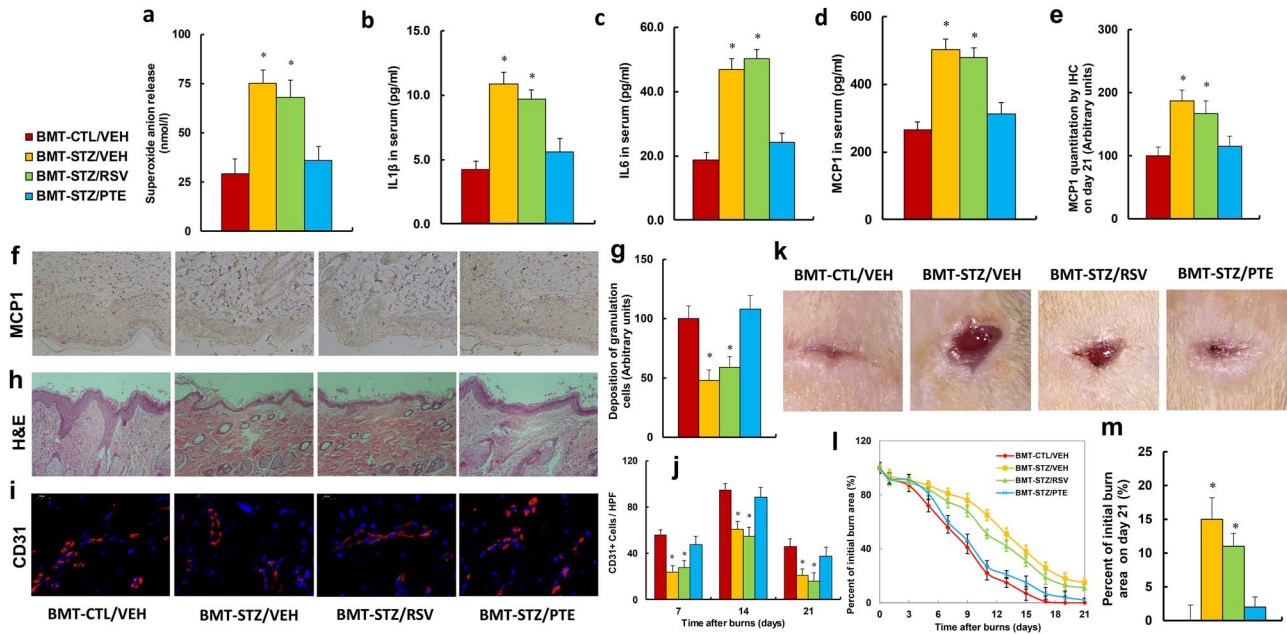 a
Superoxide anion release
(nmol/l)
100
75
50
25
0
*
*
b
IL1β in serum (pg/ml)
15.0
10.0
5.0
0.0
*
*
c
IL6 in serum (pg/ml)
60.0
40.0
20.0
0.0
*
*
d
MCP1 in serum (pg/ml)
600
400
200
0
*
*
e
MCP1 quantitation by IHC
on day 21 (Arbitrary units)
300
200
100
0
*
*
BMT-CTL/VEH
BMT-STZ/VEH
BMT-STZ/RSV
BMT-STZ/PTE
f
MCP1
g
Deposition of granulation
cells (Arbitrary units)
150
100
50
0
*
*
h
H&E
i
CD31
BMT-CTL/VEH
BMT-STZ/VEH
BMT-STZ/RSV
BMT-STZ/PTE
j
CD31+ Cells / HPF
120
80
40
0
*
*
*
*
*
*
7
14
21
Time after burns (days)
k
BMT-CTL/VEH
BMT-STZ/VEH
BMT-STZ/RSV
BMT-STZ/PTE
l
Percent of initial burn area (%)
120.0
80.0
40.0
0.0
0
3
6
9
12
15
18
21
Time after burns (days)
BMT-CTL/VEH
BMT-STZ/VEH
BMT-STZ/RSV
BMT-STZ/PTE
m
Percent of initial burn
area on day 21 (%)
25
20
15
10
5
0
*
*